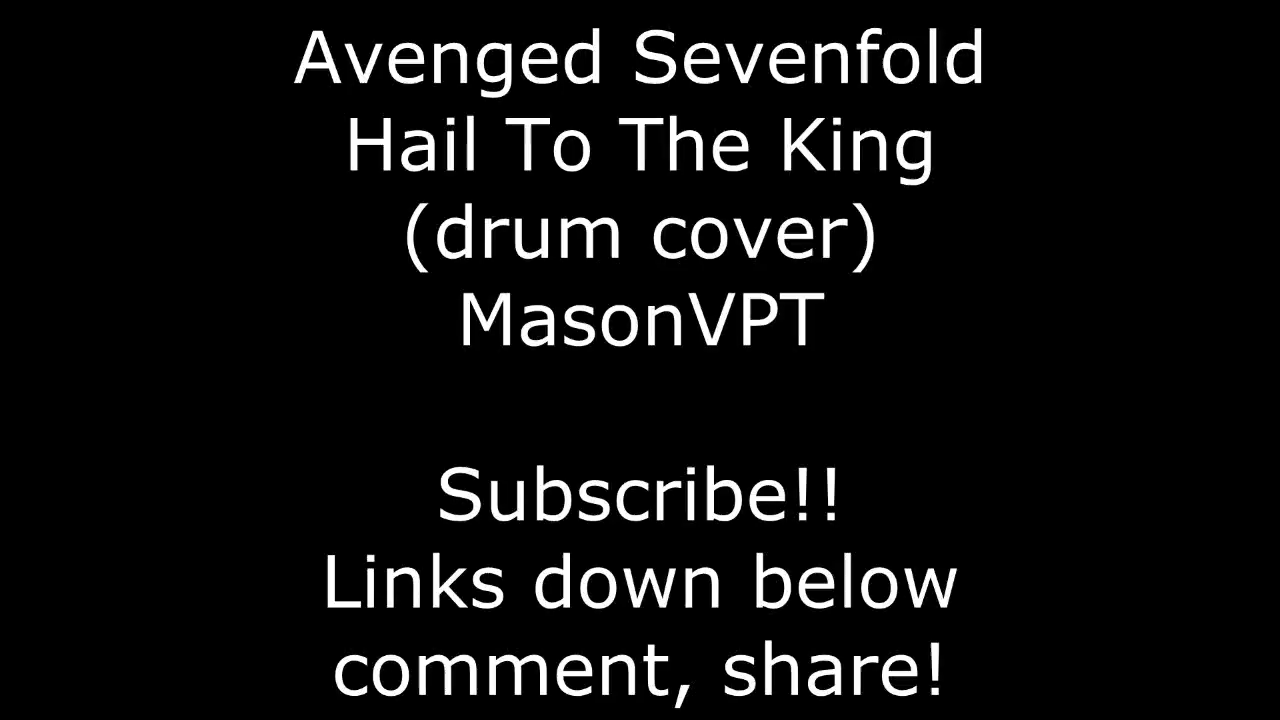 Avenged Sevenfold
Hail To The King
(drum cover)
MasonVPT
Subscribe!!
Links down below
comment, share!